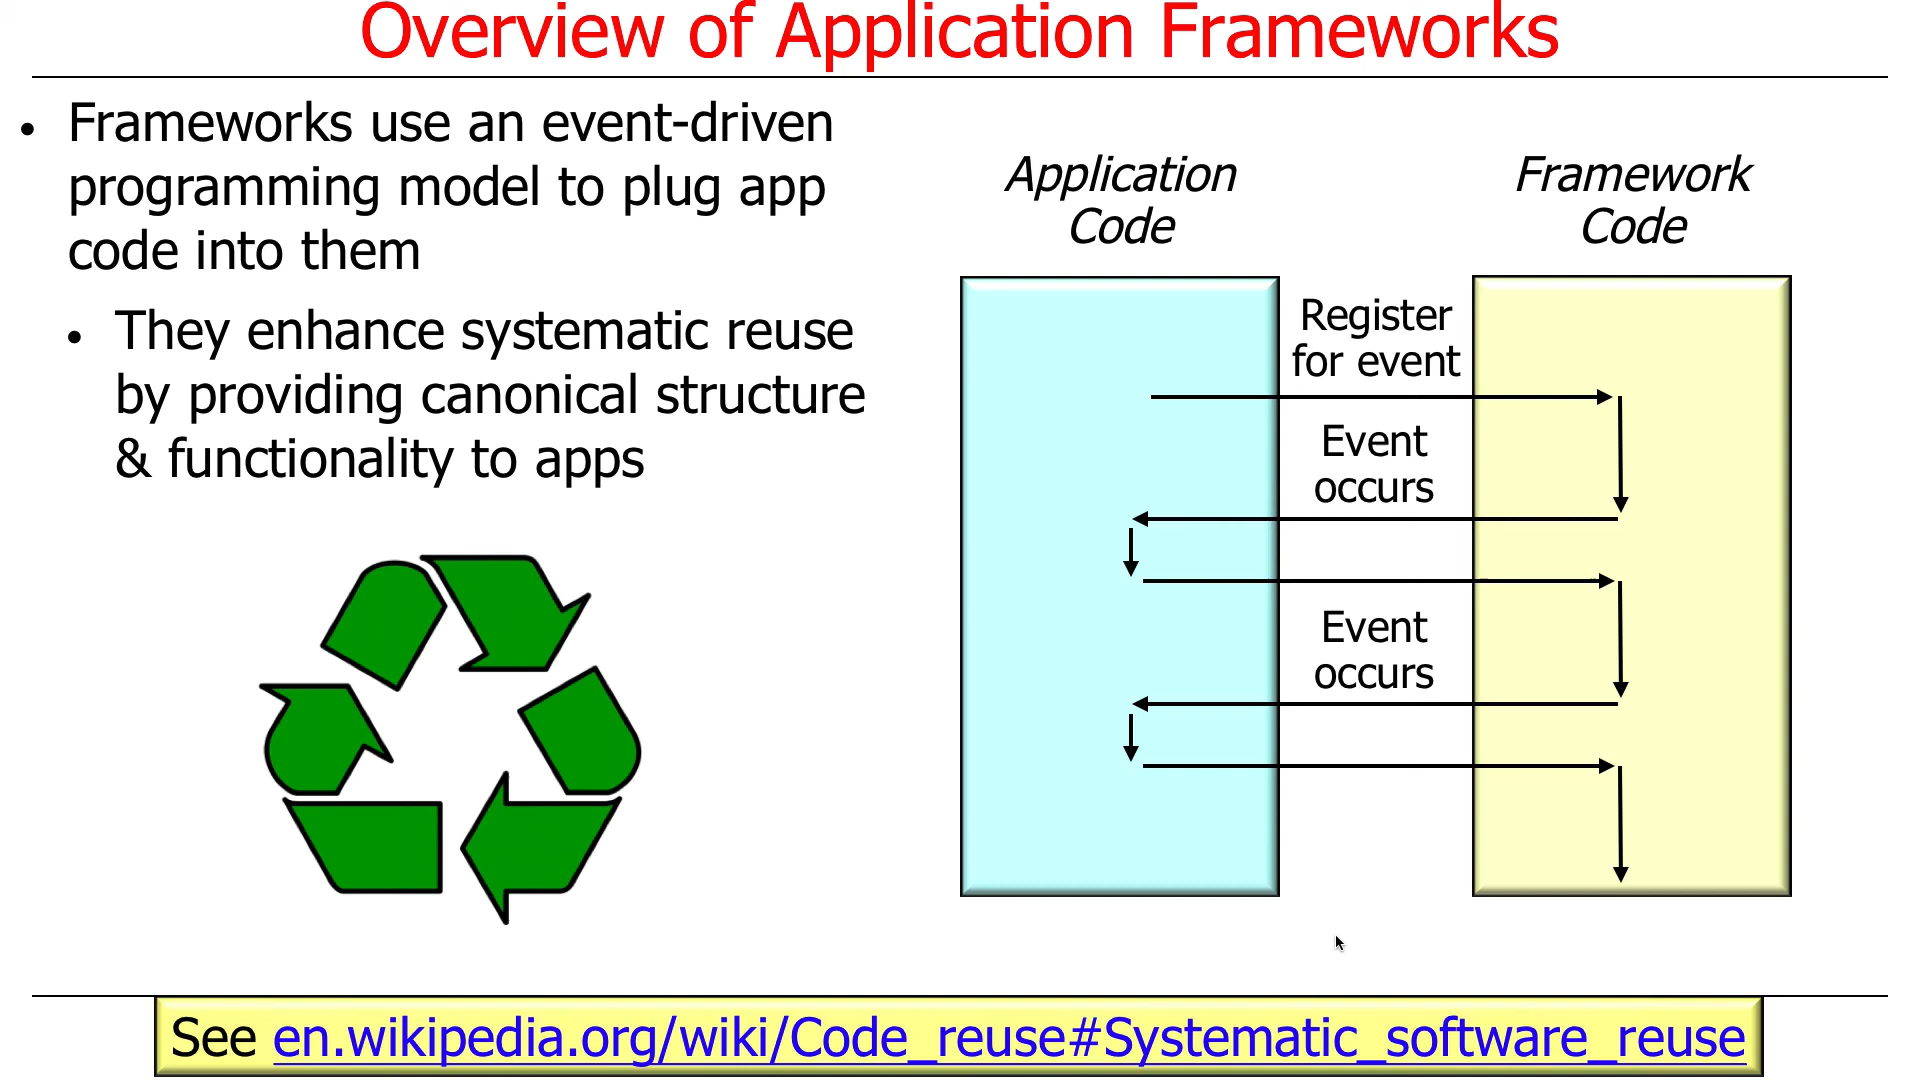 Overview of Application Frameworks
• Frameworks use an event-driven
programming model to plug app
code into them
• They enhance systematic reuse
by providing canonical structure
& functionality to apps
Application
Code
Framework
Code
Register
for event
Event
occurs
Event
occurs
See en.wikipedia.org/wiki/Code_reuse#Systematic_software_reuse